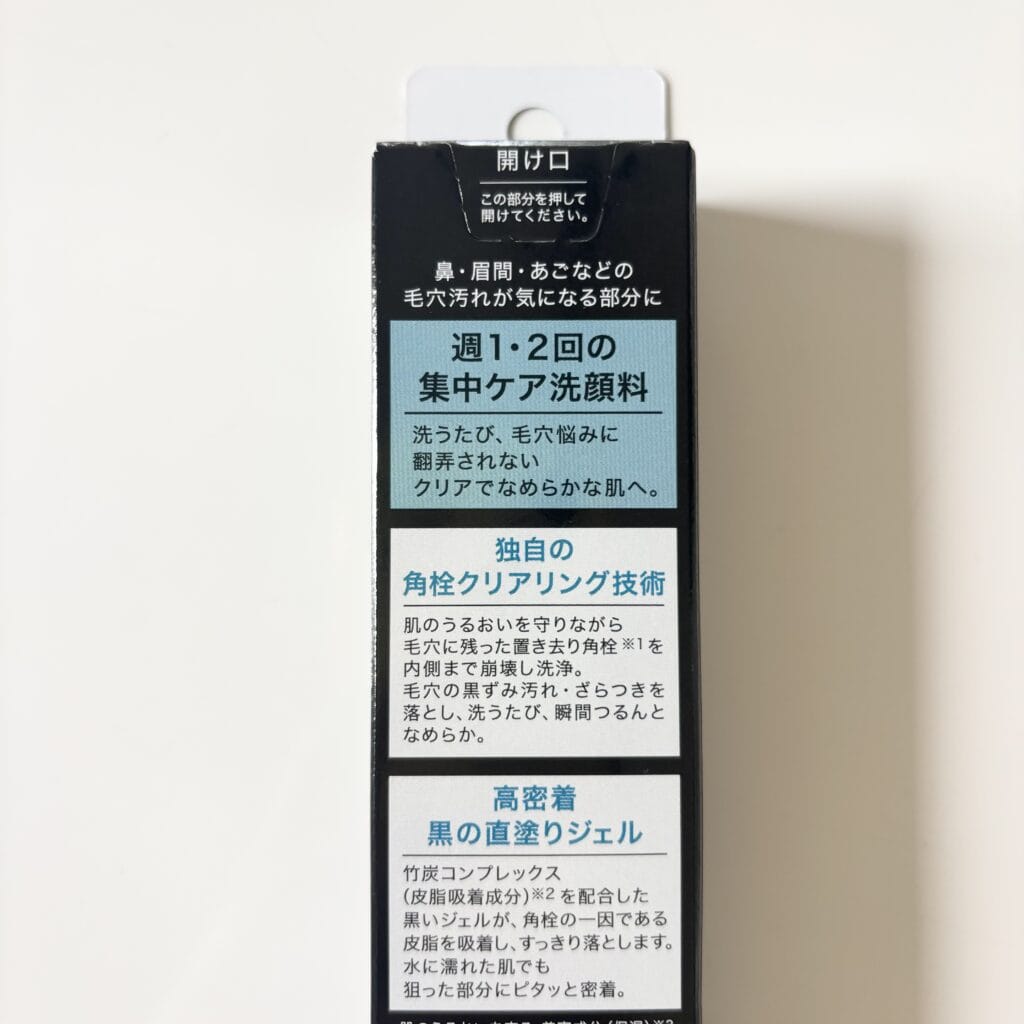 開け口
この部分を押して
開けてください。
鼻・眉間・あごなどの
毛穴汚れが気になる部分に
週1・2回の
集中ケア洗顔料
洗うたび、毛穴悩みに
翻弄されない
クリアでなめらかな肌へ。
独自の
角栓クリアリング技術
肌のうるおいを守りながら
毛穴に残った置き去り角栓※1を
内側まで崩壊し洗浄。
毛穴の黒ずみ汚れ・ざらつきを
落とし、洗うたび、瞬間つるんと
なめらか。
高密着
黒の直塗りジェル
竹炭コンプレックス
(皮脂吸着成分)※2を配合した
黒いジェルが、角栓の一因である
皮脂を吸着し、すっきり落とします。
水に濡れた肌でも
狙った部分にピタッと密着。